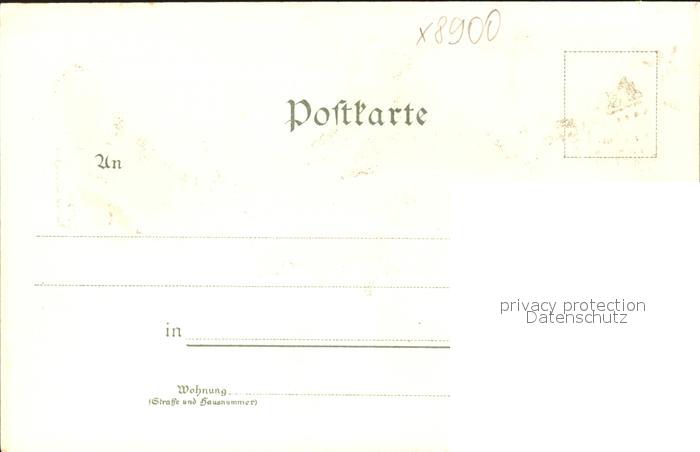 x8900
Postkarte
An
privacy protection
Datenschutz
in
Wohnung
(Straße und Hausnummer)